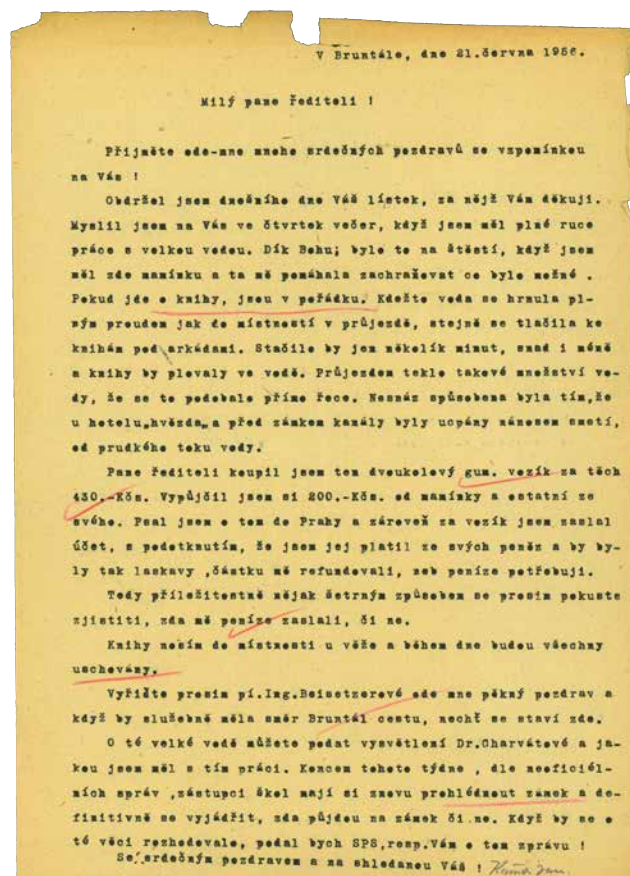 V Bruntále, dne 21.června 1956.
Milý pane řediteli !
Přijměte ode-mne mnoho srdečných pozdravů se vzpomínkou
na Vás !
Obdržel jsem dnešního dne Váš lístek, za nějž Vám děkuji.
Myslil jsem na Vás ve čtvrtek večer, když jsem měl plné ruce
práce s velkou vodou. Dík Bohu; bylo to na štěstí, když jsem
měl zde maminku a ta mě pomáhala zachraňovat co bylo možné .
Pokud jde o knihy, jsou v pořádku. Kdežto voda se hrnula pl-
ným proudem jak do místností v průjezdě, stejně se tlačila ke
knihám pod arkádami. Stačilo by jen několik minut, snad i méně
a knihy by plovaly ve vodě. Průjezdem teklo takové množství vo-
dy, že se to podobalo přímo řece. Nesnáz způsobena byla tím,že
u hotelu„hvězda„a před zámkem kanály byly ucpány nánosem smetí,
od prudkého toku vody.
Pane řediteli koupil jsem ten dvoukolový gum. vozík za těch
430.-Kčs. Vypůjčil jsem si 200.-Kčs. od maminky a ostatní ze
svého. Psal jsem o tom do Prahy a zároveň za vozík jsem zaslal
účet, s podotknutím, že jsem jej platil ze svých peněz a by by-
ly tak laskavy ,částku mě refundovali, neb peníze potřebuji.
Tedy příležitostně nějak šetrným způsobem se prosím pokuste
zjistiti, zda mě peníze zaslali, či ne.
Knihy nosím do místnosti u věže a během dne budou všechny
uschovány.
Vyřiďte prosím pí.Ing.Beisetzerové ode mne pěkný pozdrav a
když by služebně měla směr Bruntál cestu, nechť se staví zde.
O té velké vodě můžete podat vysvětlení Dr.Charvátové a ja-
kou jsem měl s tím práci. Koncem tohoto týdne , dle neoficiel-
ních správ ,zástupci škol mají si znovu prohlédnout zámek a de-
finitivně se vyjádřit, zda půjdou na zámek či.ne. Když by se o
té věci rozhodovalo, podal bych SPS,resp.Vám o tom zprávu !
Se srdečným pozdravem a na shledanou Váš !